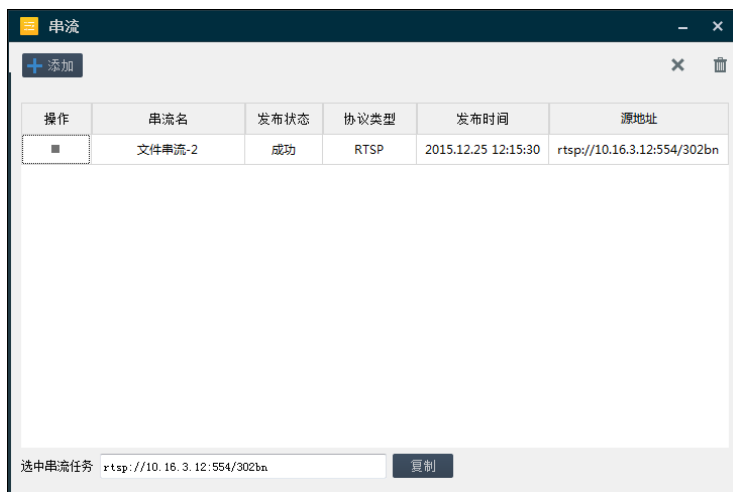 串流
添加
操作 串流名 发布状态 协议类型 发布时间 源地址
文件串流-2 成功 RTSP 2015.12.25 12:15:30 rtsp://10.16.3.12:554/302bn
选中串流任务 rtsp://10.16.3.12:554/302bn 复制